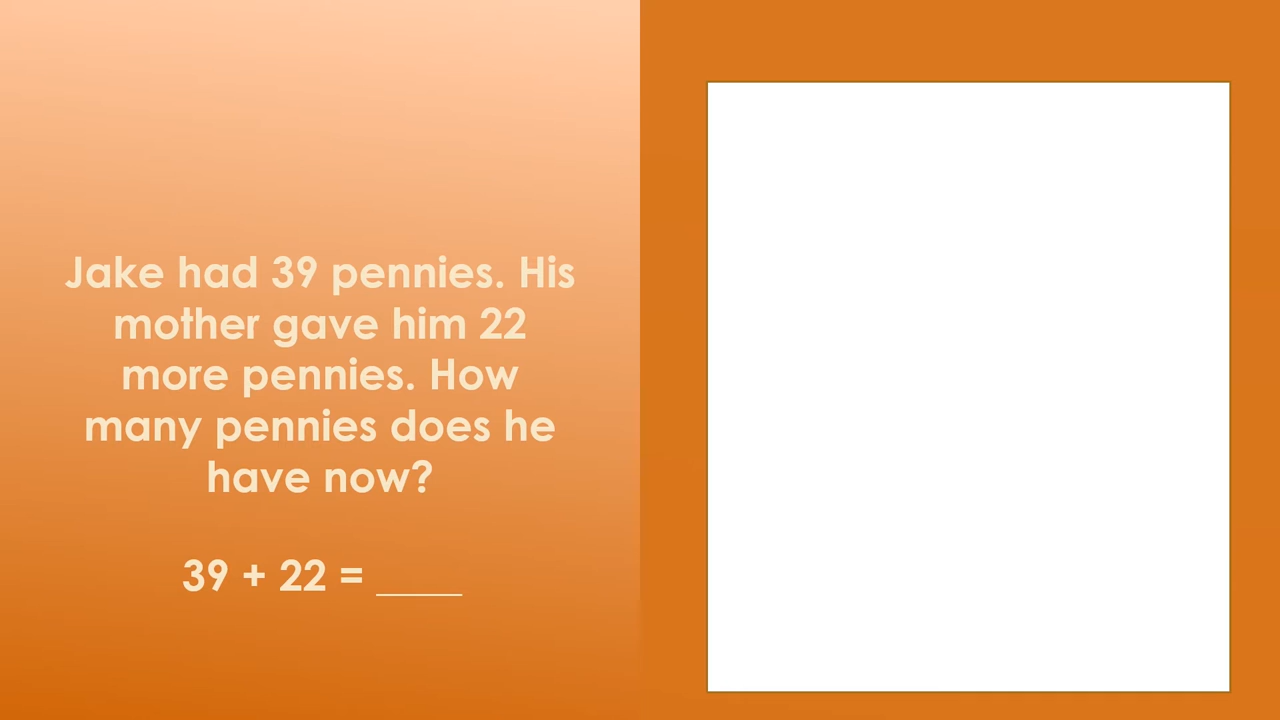 Jake had 39 pennies. His
mother gave him 22
more pennies. How
many pennies does he
have now?
39 + 22 = ____